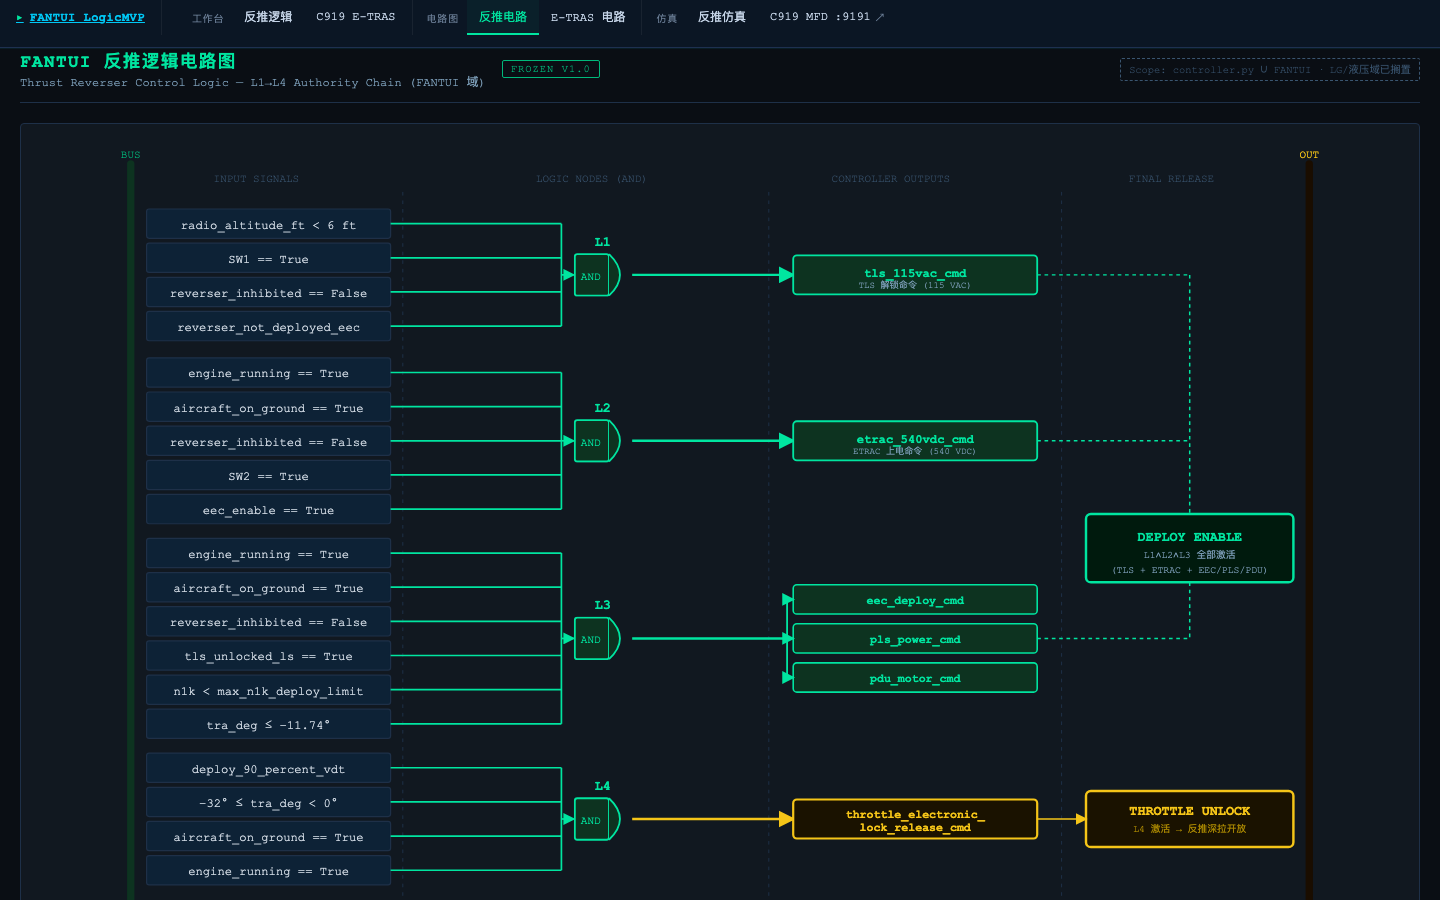 ▸ FANTUI LogicMVP
工作台 反推逻辑 C919 E-TRAS 电路图 反推电路 E-TRAS 电路 仿真 反推仿真 C919 MFD :9191 ↗
FANTUI 反推逻辑电路图
Thrust Reverser Control Logic — L1→L4 Authority Chain (FANTUI 域)
FROZEN V1.0
Scope: controller.py ∪ FANTUI · LG/液压域已搁置
BUS
OUT
INPUT SIGNALS
LOGIC NODES (AND)
CONTROLLER OUTPUTS
FINAL RELEASE
radio_altitude_ft < 6 ft
SW1 == True
reverser_inhibited == False
reverser_not_deployed_eec
L1
AND
tls_115vac_cmd
TLS 解锁命令 (115 VAC)
engine_running == True
aircraft_on_ground == True
reverser_inhibited == False
SW2 == True
eec_enable == True
L2
AND
etrac_540vdc_cmd
ETRAC 上电命令 (540 VDC)
engine_running == True
aircraft_on_ground == True
reverser_inhibited == False
tls_unlocked_ls == True
n1k < max_n1k_deploy_limit
tra_deg ≤ −11.74°
L3
AND
eec_deploy_cmd
pls_power_cmd
pdu_motor_cmd
DEPLOY ENABLE
L1∧L2∧L3 全部激活
(TLS + ETRAC + EEC/PLS/PDU)
deploy_90_percent_vdt
−32° ≤ tra_deg < 0°
aircraft_on_ground == True
engine_running == True
L4
AND
throttle_electronic_
lock_release_cmd
THROTTLE UNLOCK
L4 激活 → 反推深拉开放